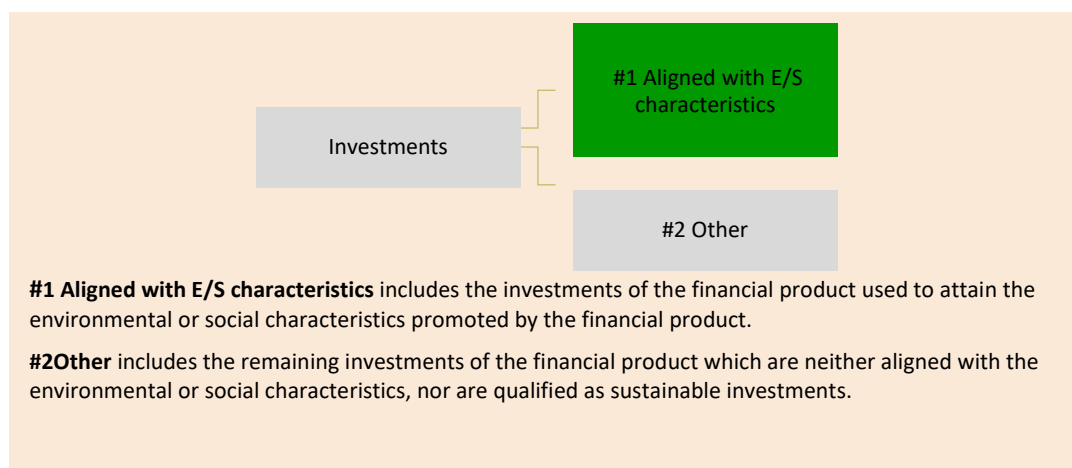 #1 Aligned with E/S
characteristics
Investments
#2 Other
#1 Aligned with E/S characteristics includes the investments of the financial product used to attain the
environmental or social characteristics promoted by the financial product.
#2Other includes the remaining investments of the financial product which are neither aligned with the
environmental or social characteristics, nor are qualified as sustainable investments.